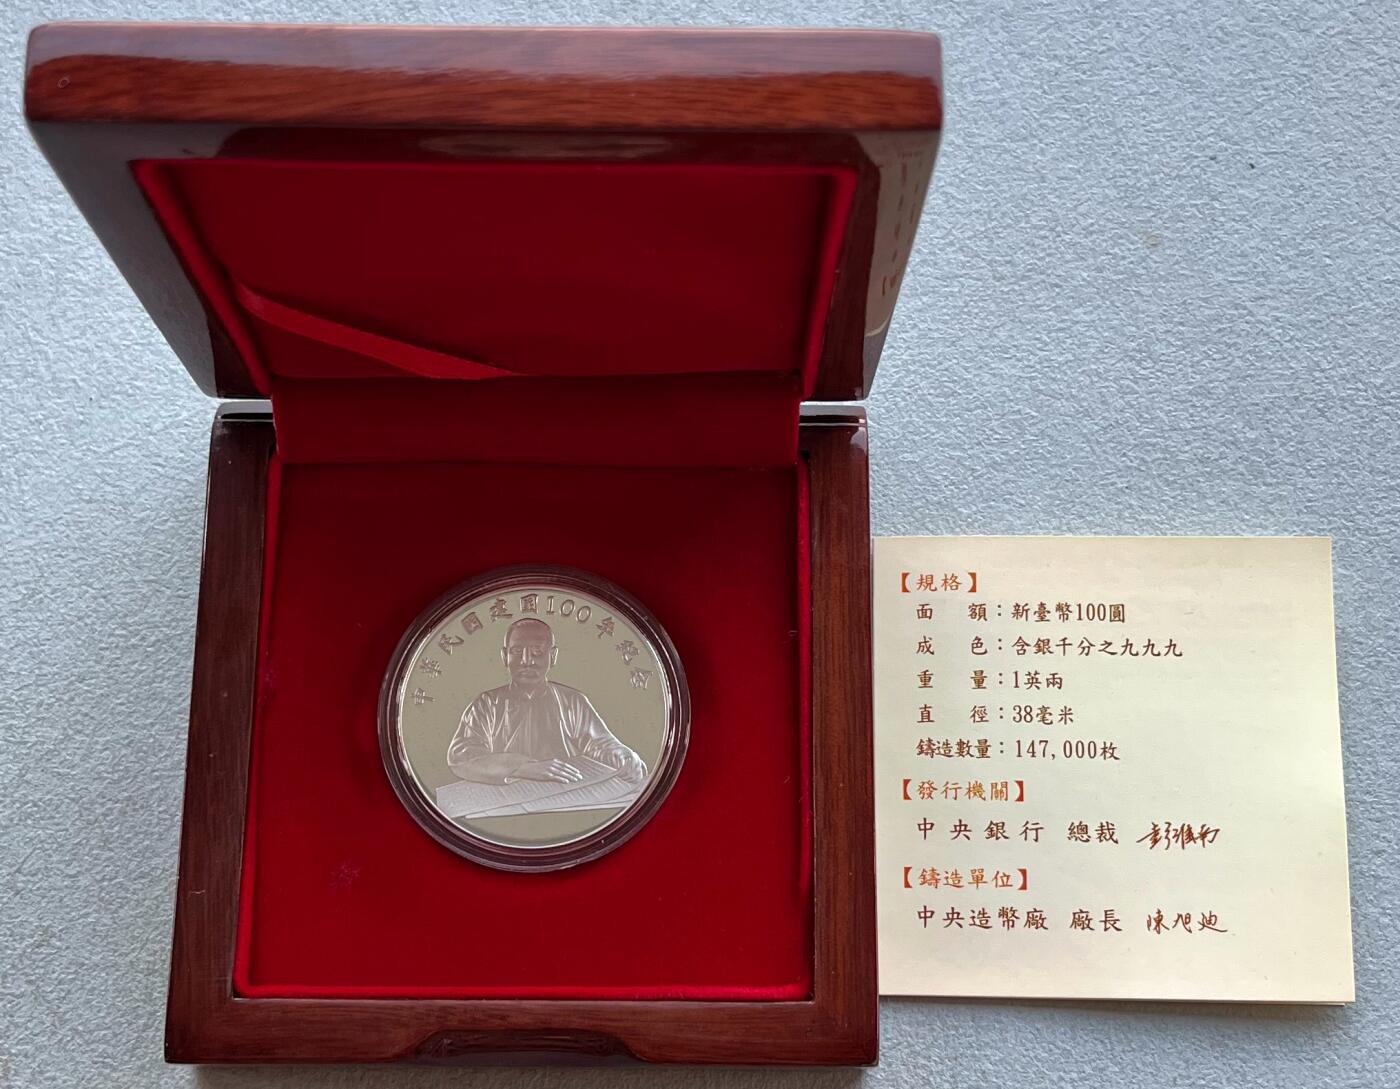 中華民國建國100年紀念
【規格】
面 額：新臺幣100圓
成 色：含銀千分之九九九
重 量：1英兩
直 徑：38毫米
鑄造數量：147,000枚
【發行機關】
中央銀行 總裁 彭淮南
【鑄造單位】
中央造幣廠 廠長 陳旭迪